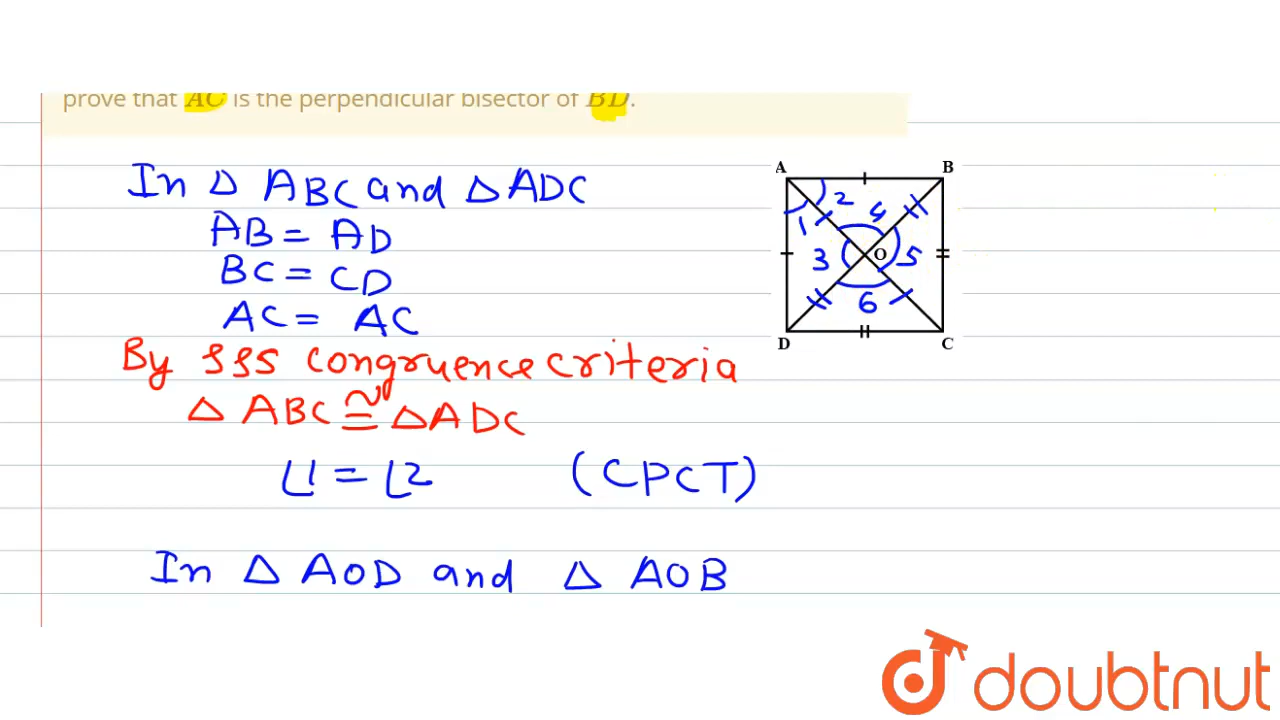 prove that AC is the perpendicular bisector of BD.
In △ ABC and △ ADC
AB = AD
BC = CD
AC = AC
By SSS congruence criteria
△ ABC ≅ △ ADC
∠1 = ∠2 (CPCT)
In △ AOD and △ AOB
A B
2
1 4
3 O 5
6
D C
doubtnut